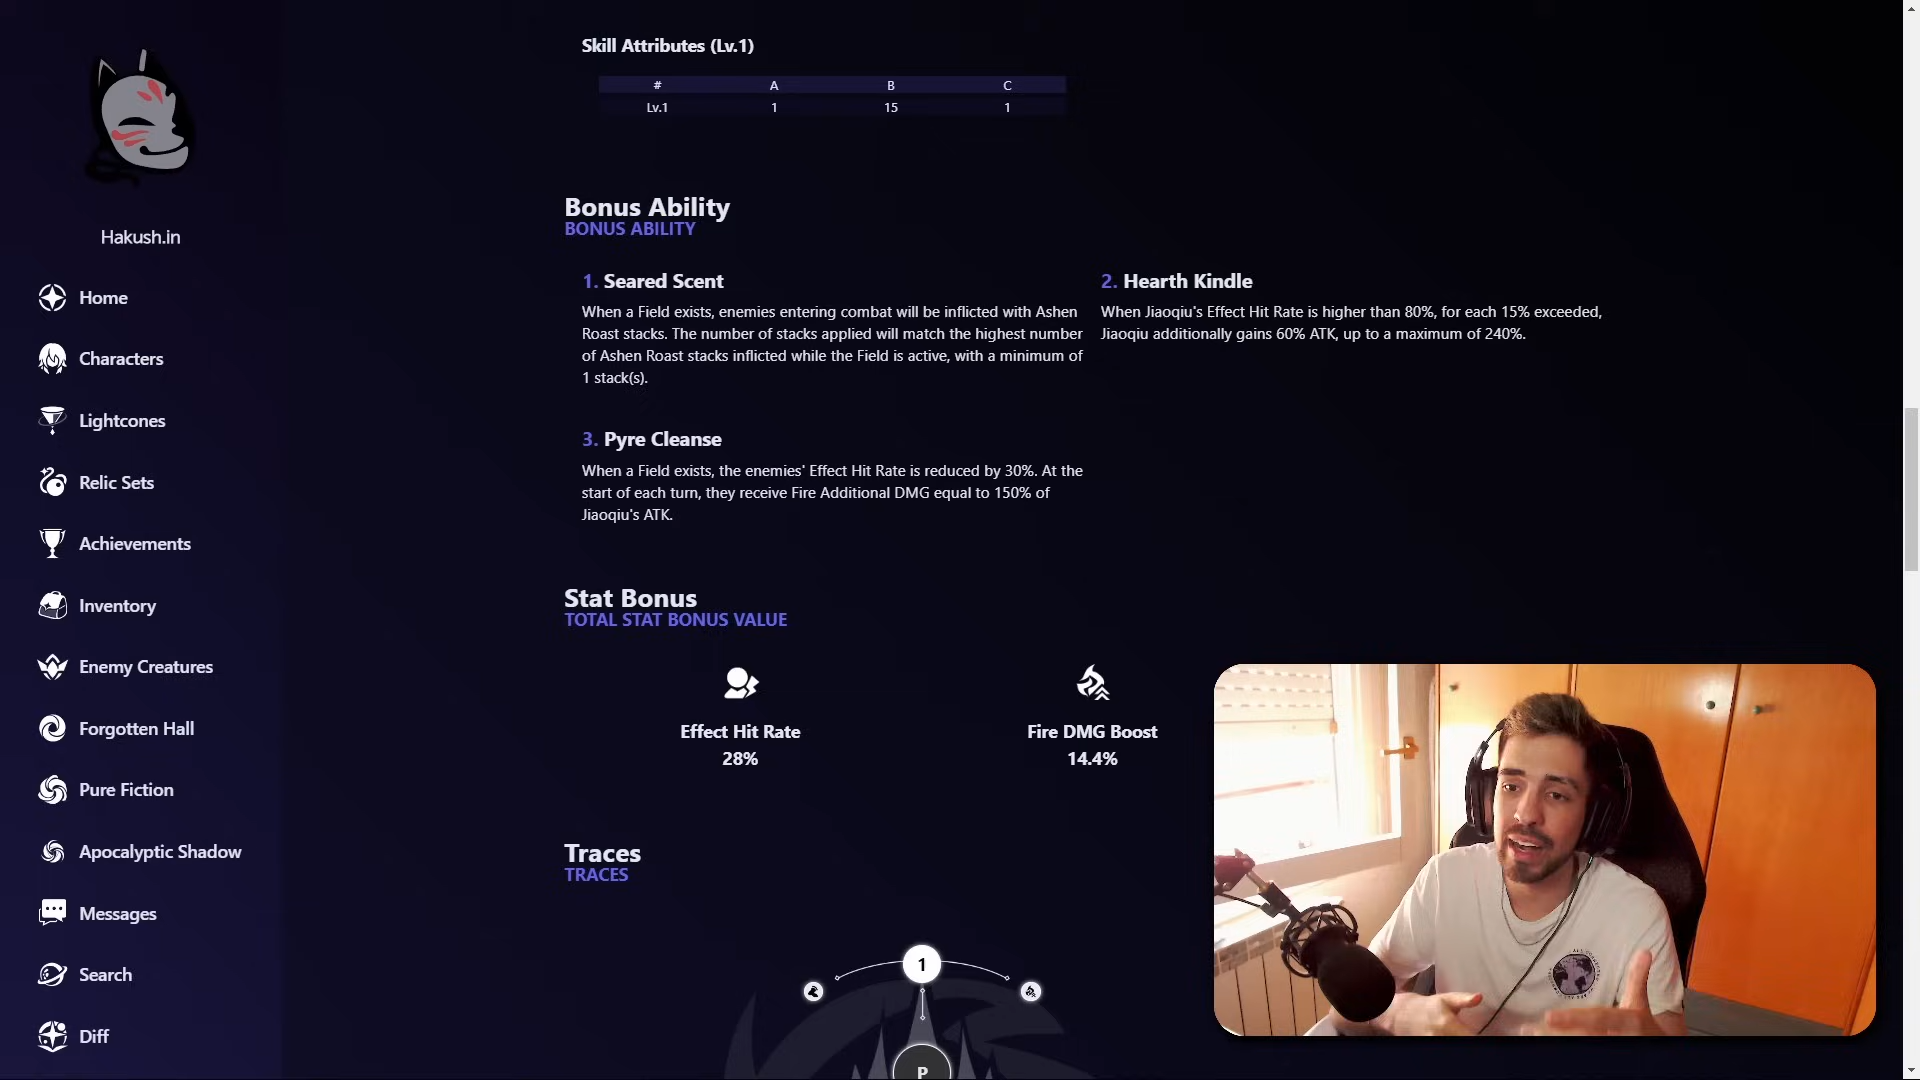 Hakush.in
Home
Characters
Lightcones
Relic Sets
Achievements
Inventory
Enemy Creatures
Forgotten Hall
Pure Fiction
Apocalyptic Shadow
Messages
Search
Diff
Skill Attributes (Lv.1)
# A B C
Lv.1 1 15 1
Bonus Ability
BONUS ABILITY
1. Seared Scent
When a Field exists, enemies entering combat will be inflicted with Ashen
Roast stacks. The number of stacks applied will match the highest number
of Ashen Roast stacks inflicted while the Field is active, with a minimum of
1 stack(s).
2. Hearth Kindle
When Jiaoqiu's Effect Hit Rate is higher than 80%, for each 15% exceeded,
Jiaoqiu additionally gains 60% ATK, up to a maximum of 240%.
3. Pyre Cleanse
When a Field exists, the enemies' Effect Hit Rate is reduced by 30%. At the
start of each turn, they receive Fire Additional DMG equal to 150% of
Jiaoqiu's ATK.
Stat Bonus
TOTAL STAT BONUS VALUE
Effect Hit Rate
28%
Fire DMG Boost
14.4%
Traces
TRACES
1
P